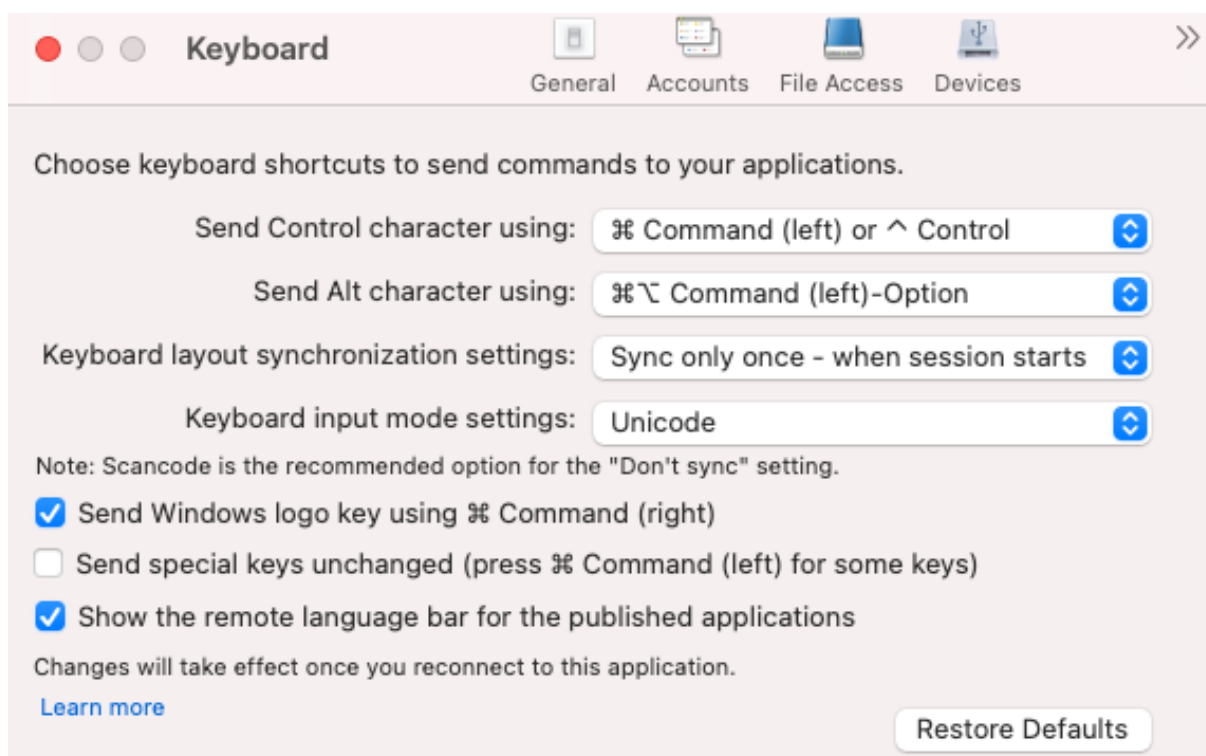 Keyboard
General Accounts File Access Devices
Choose keyboard shortcuts to send commands to your applications.
Send Control character using: ⌘ Command (left) or ^ Control
Send Alt character using: ⌘⌥ Command (left)-Option
Keyboard layout synchronization settings: Sync only once - when session starts
Keyboard input mode settings: Unicode
Note: Scancode is the recommended option for the "Don't sync" setting.
Send Windows logo key using ⌘ Command (right)
Send special keys unchanged (press ⌘ Command (left) for some keys)
Show the remote language bar for the published applications
Changes will take effect once you reconnect to this application.
Learn more
Restore Defaults